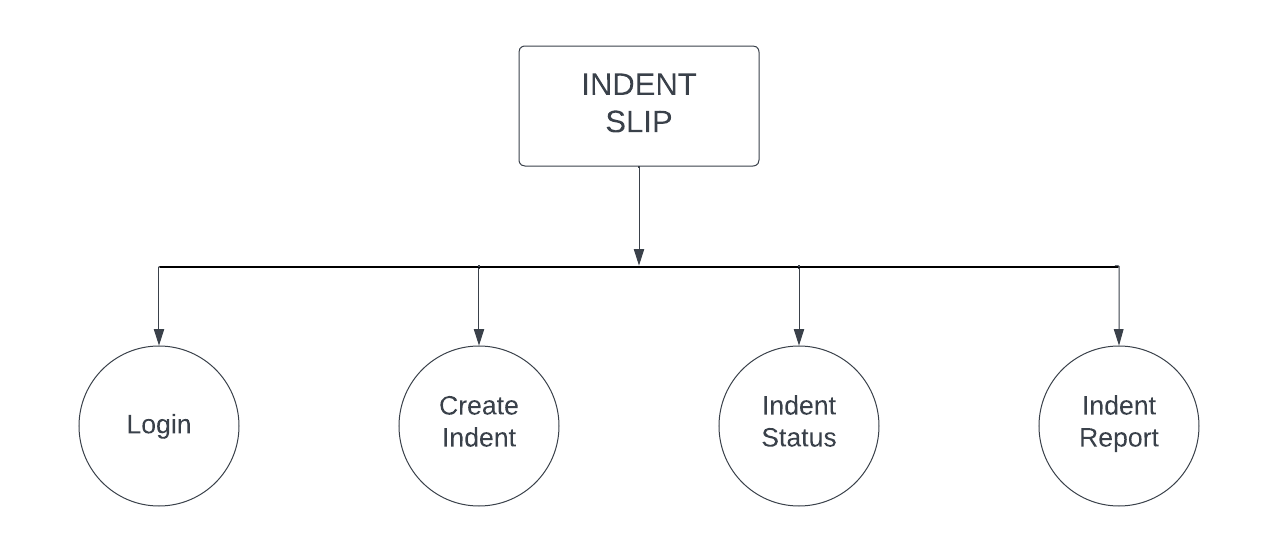 INDENT
SLIP
Login
Create
Indent
Indent
Status
Indent
Report